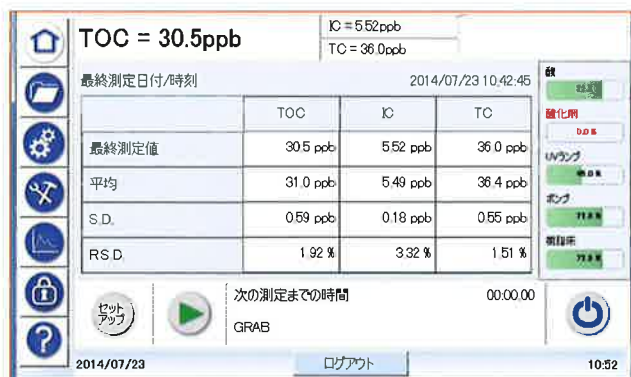 TOC = 30.5ppb
IC = 5.52ppb
TC = 36.0ppb
最終測定日付/時刻
2014/07/23 10:42:45
TOC IC TC
最終測定値 30.5 ppb 5.52 ppb 36.0 ppb
平均 31.0 ppb 5.49 ppb 36.4 ppb
S.D. 0.59 ppb 0.18 ppb 0.55 ppb
R.S.D. 1.92 % 3.32 % 1.51 %
酸
酸化剤
0.0 %
UVランプ
ポンプ
樹脂床
セット
アップ
次の測定までの時間 00:00:00
GRAB
2014/07/23
ログアウト
10:52